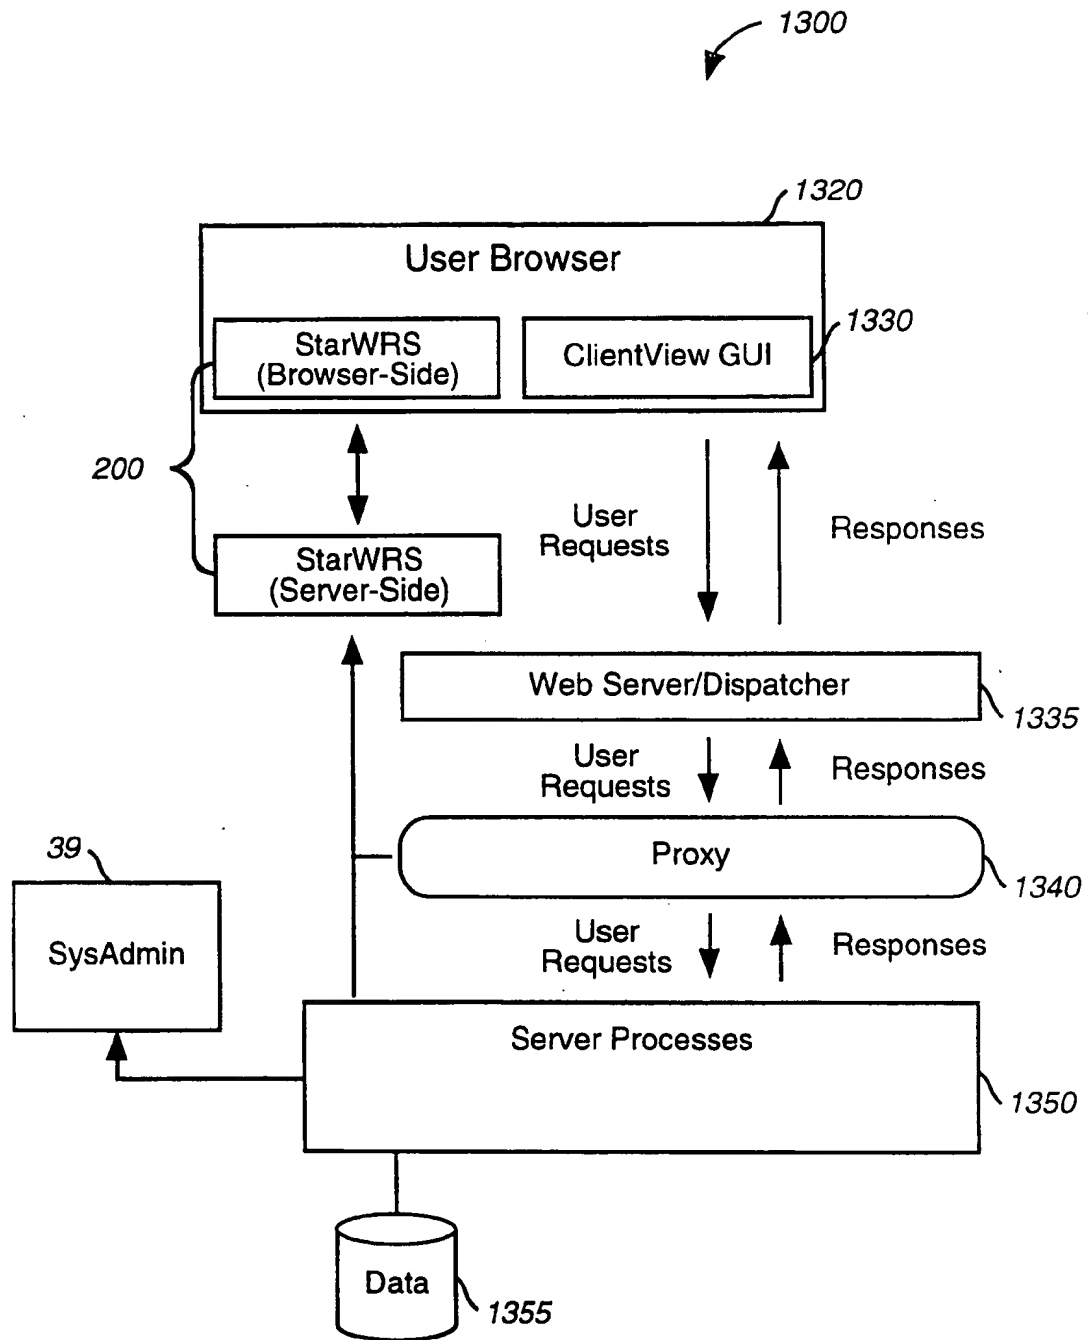 1300
1320
User Browser
1330
StarWRS
(Browser-Side)
ClientView GUI
200
User
Requests
Responses
StarWRS
(Server-Side)
Web Server/Dispatcher
1335
User
Requests
Responses
39
Proxy
1340
SysAdmin
User
Requests
Responses
Server Processes
1350
Data
1355